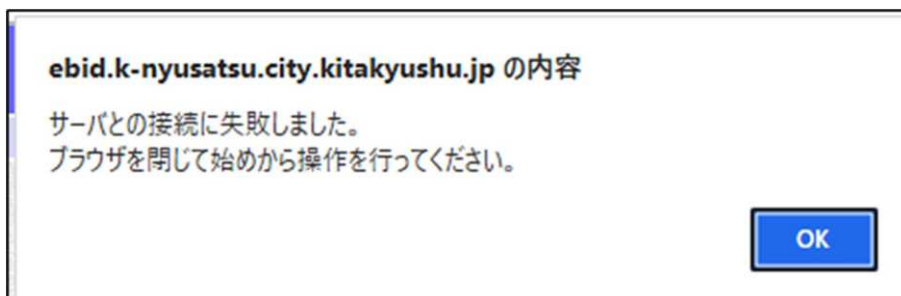 ebid.k-nyusatsu.city.kitakyushu.jp の内容
サーバとの接続に失敗しました。
ブラウザを閉じて始めから操作を行ってください。
OK